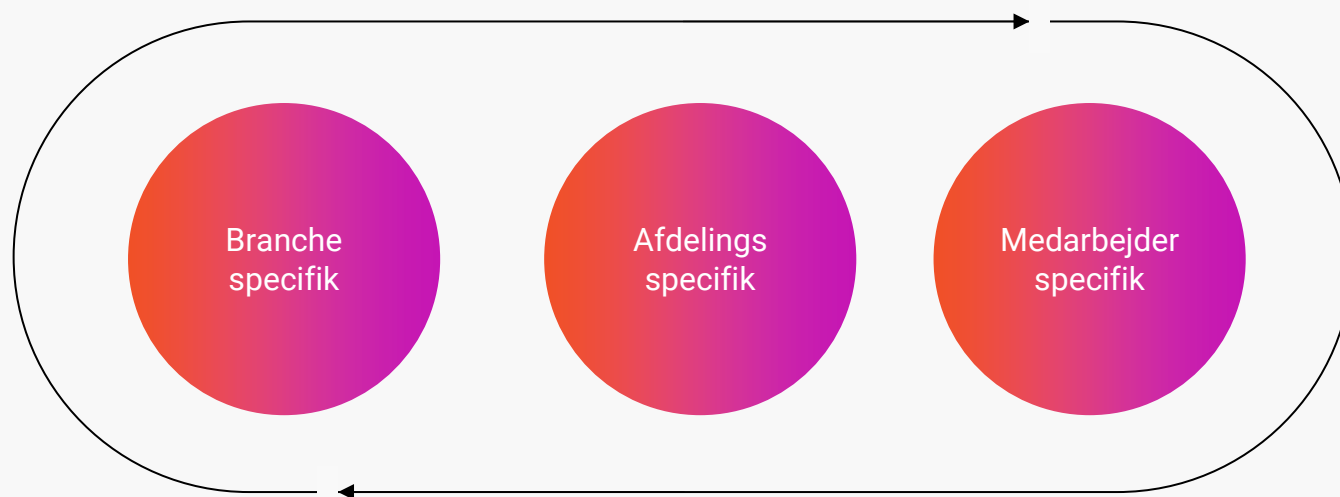 Branche
specifik
Afdelings
specifik
Medarbejder
specifik